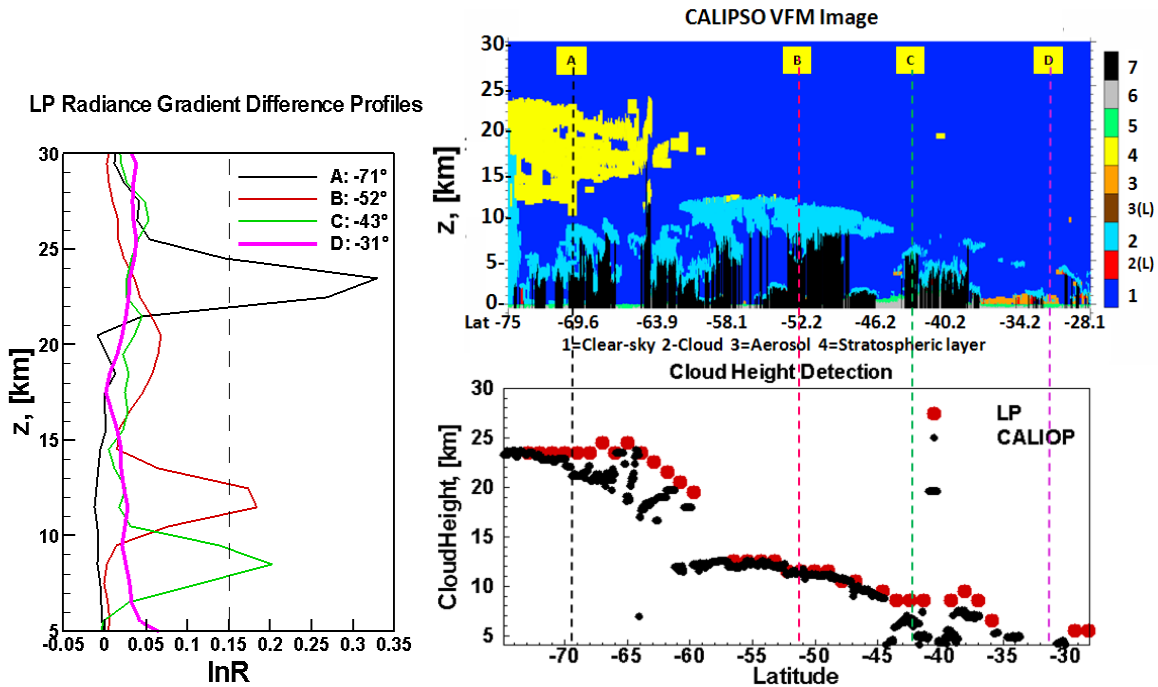 LP Radiance Gradient Difference Profiles
30
25
20
15
10
5
z, [km]
A: -71°
B: -52°
C: -43°
D: -31°
-0.05 0 0.05 0.1 0.15 0.2 0.25 0.3 0.35
lnR
CALIPSO VFM Image
30
25
20
15
10
5
0
z, [km]
A B C D
7
6
5
4
3
3(L)
2
2(L)
1
Lat -75 -69.6 -63.9 -58.1 -52.2 -46.2 -40.2 -34.2 -28.1
1=Clear-sky 2-Cloud 3=Aerosol 4=Stratospheric layer
Cloud Height Detection
30
25
20
15
10
5
CloudHeight, [km]
LP
CALIOP
-70 -65 -60 -55 -50 -45 -40 -35 -30
Latitude